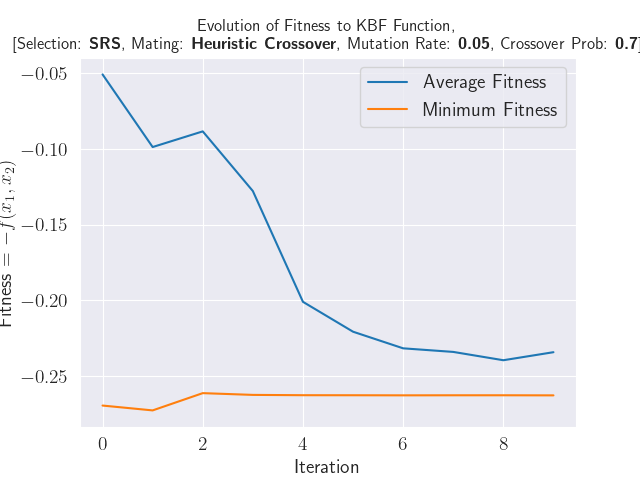 Evolution of Fitness to KBF Function,
[Selection: SRS, Mating: Heuristic Crossover, Mutation Rate: 0.05, Crossover Prob: 0.7]
Average Fitness
Minimum Fitness
Fitness = −f(x₁, x₂)
−0.05
−0.10
−0.15
−0.20
−0.25
0 2 4 6 8
Iteration